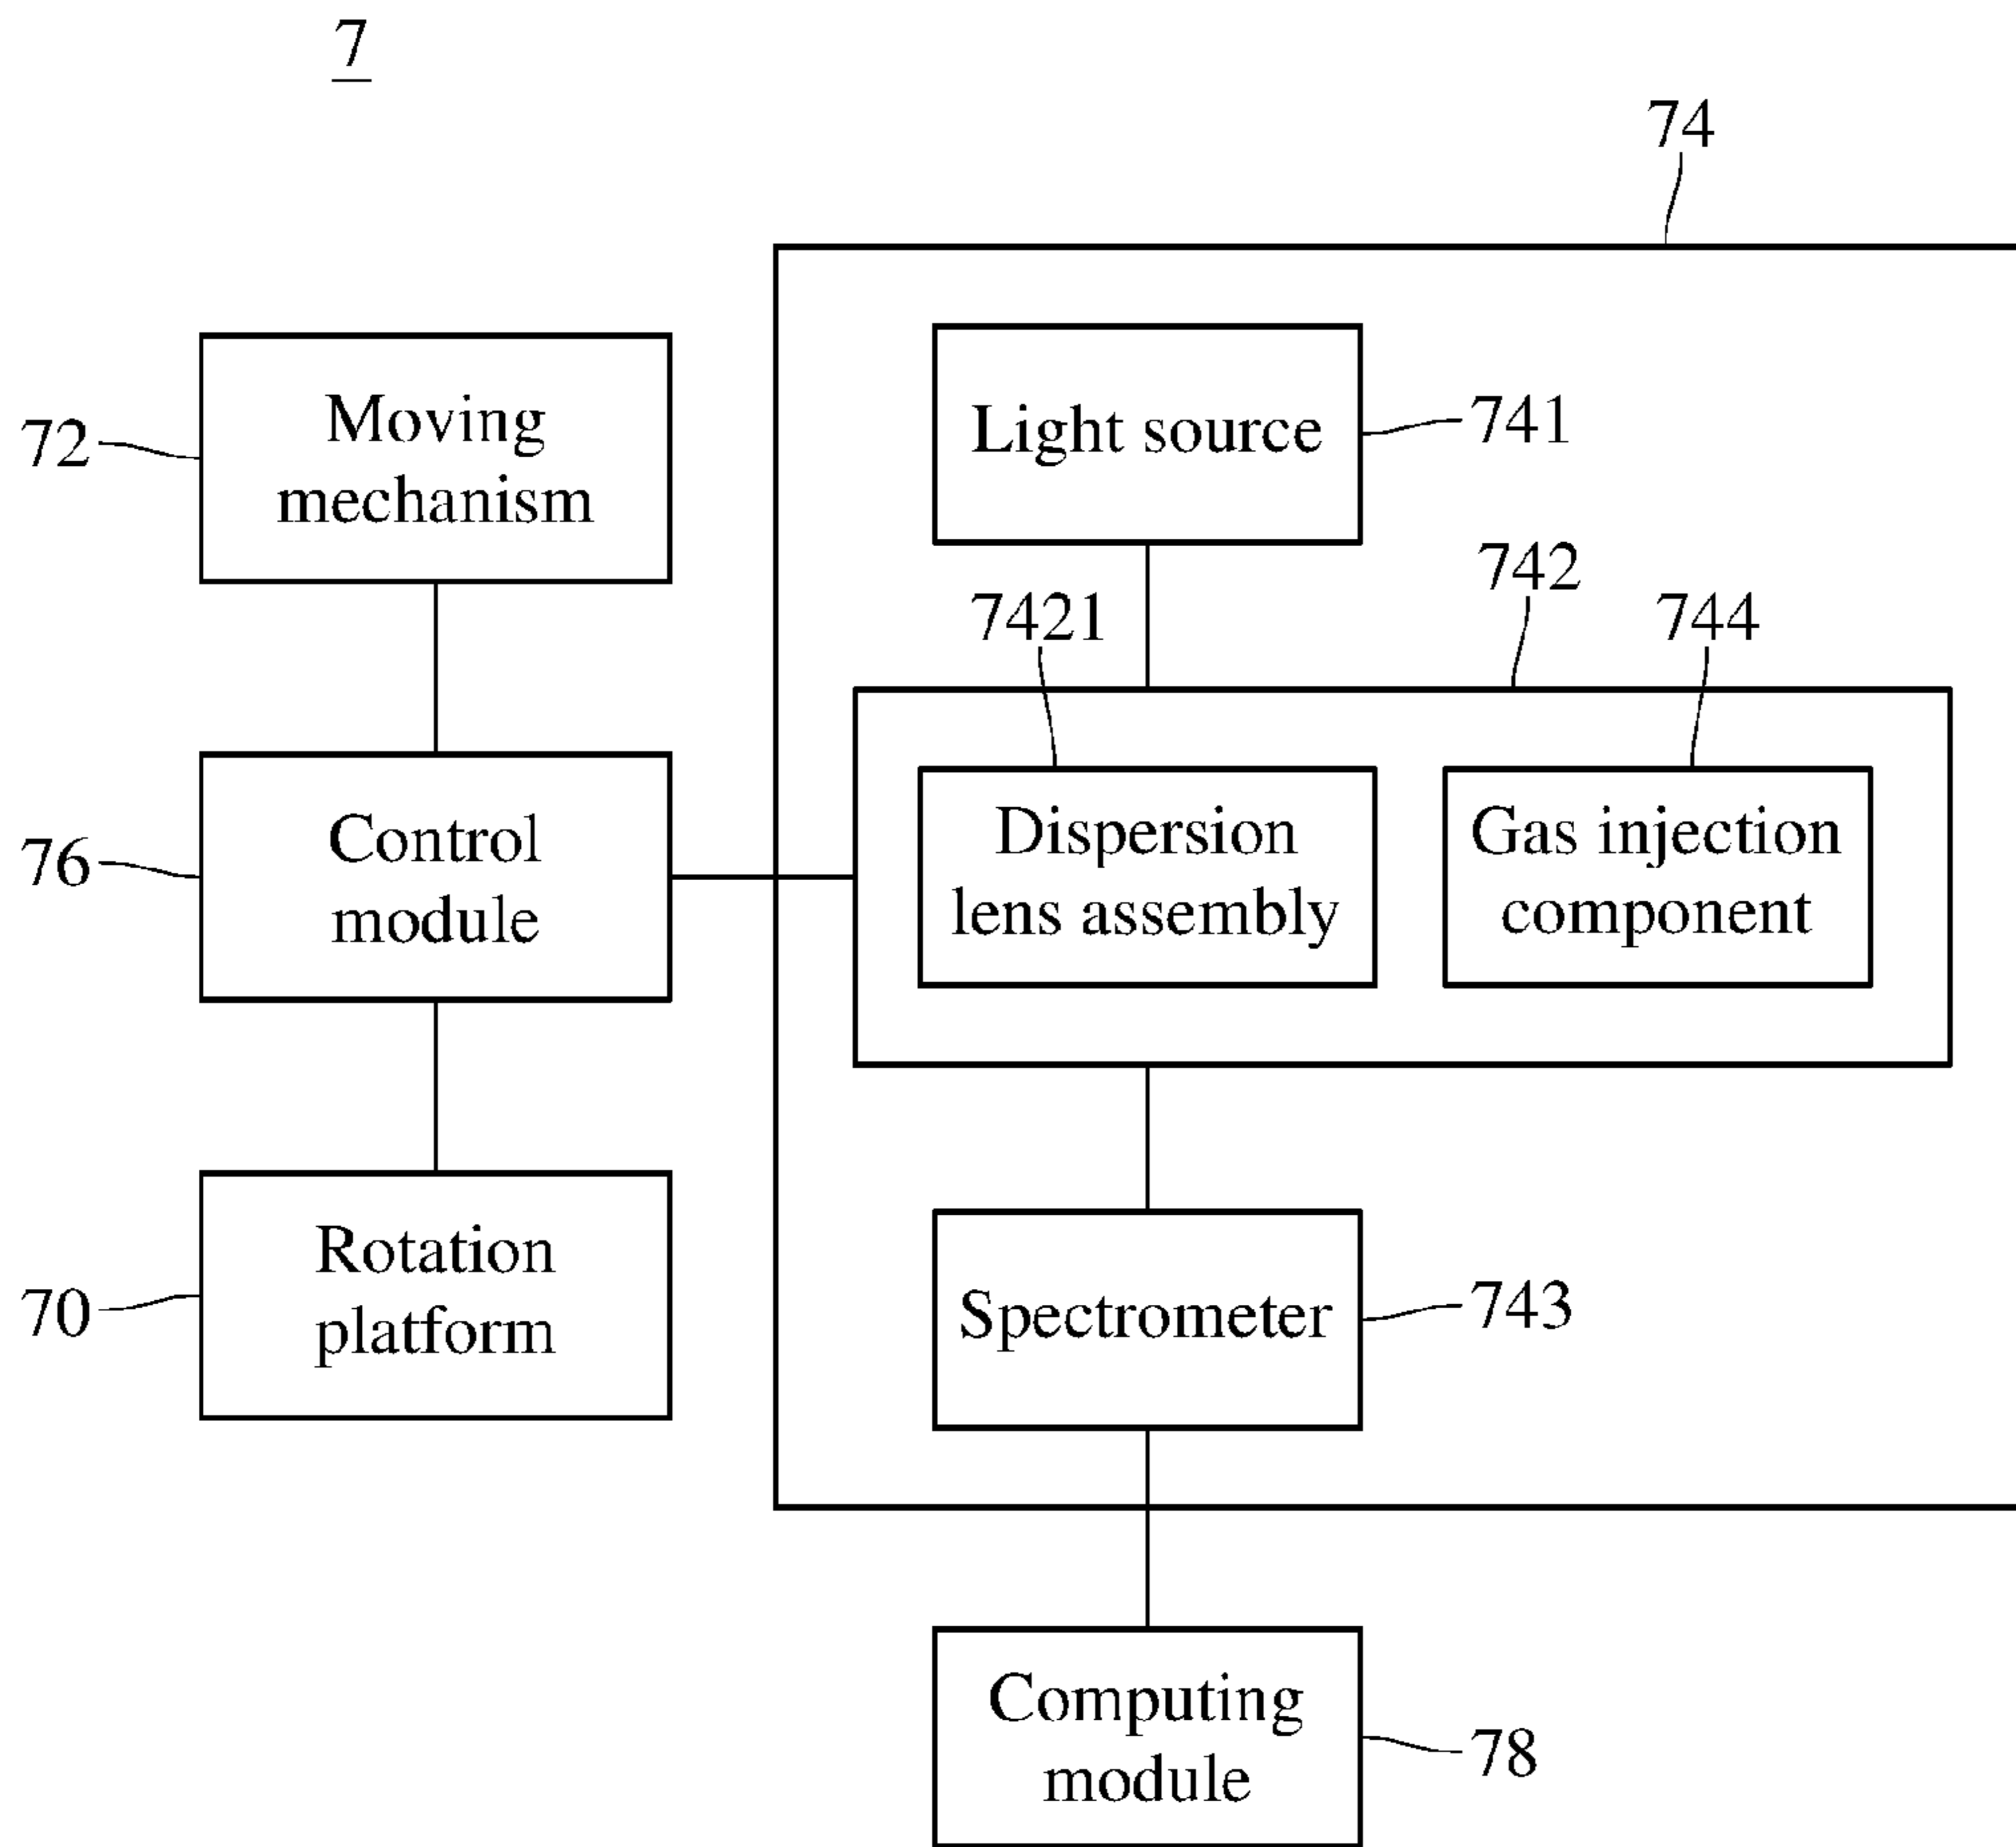 7
74
72
Moving
mechanism
Light source
741
742
7421
744
76
Control
module
Dispersion
lens assembly
Gas injection
component
70
Rotation
platform
Spectrometer
743
Computing
module
78